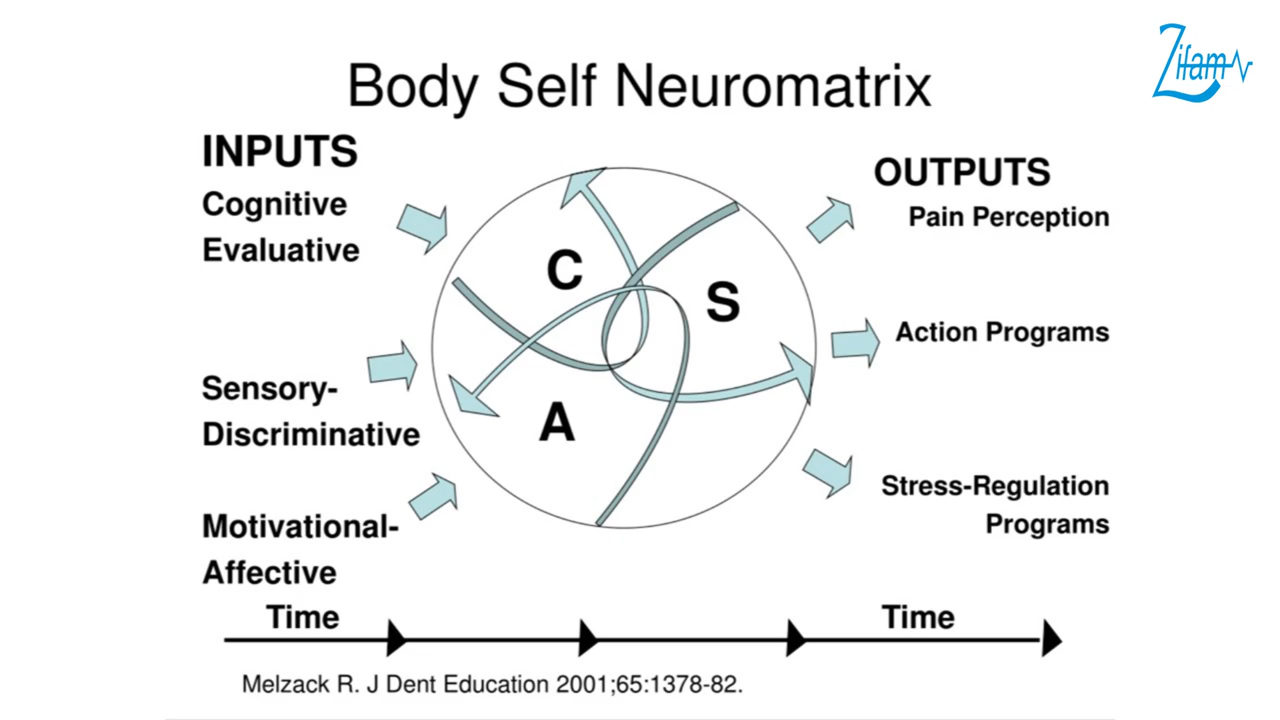 Zifam
Body Self Neuromatrix
INPUTS
Cognitive
Evaluative
Sensory-
Discriminative
Motivational-
Affective
C
S
A
OUTPUTS
Pain Perception
Action Programs
Stress-Regulation
Programs
Time
Time
Melzack R. J Dent Education 2001;65:1378-82.